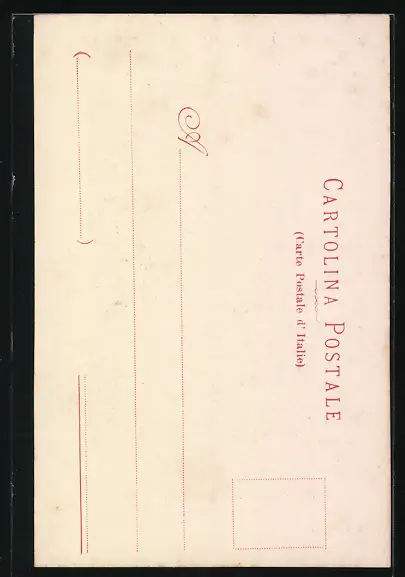 CARTOLINA POSTALE
(Carte Postale d'Italie)
A
( )